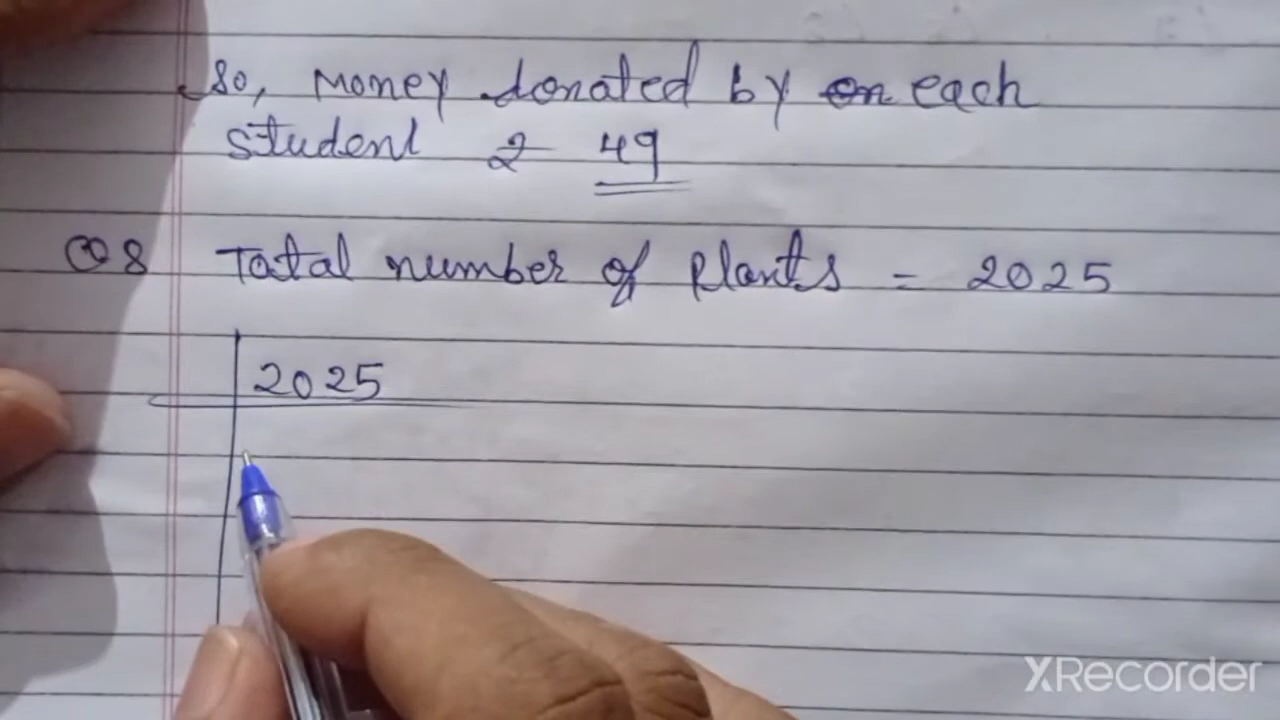 So, Money donated by on each
student = 49
Q8 Total number of Plants = 2025
2025
XRecorder